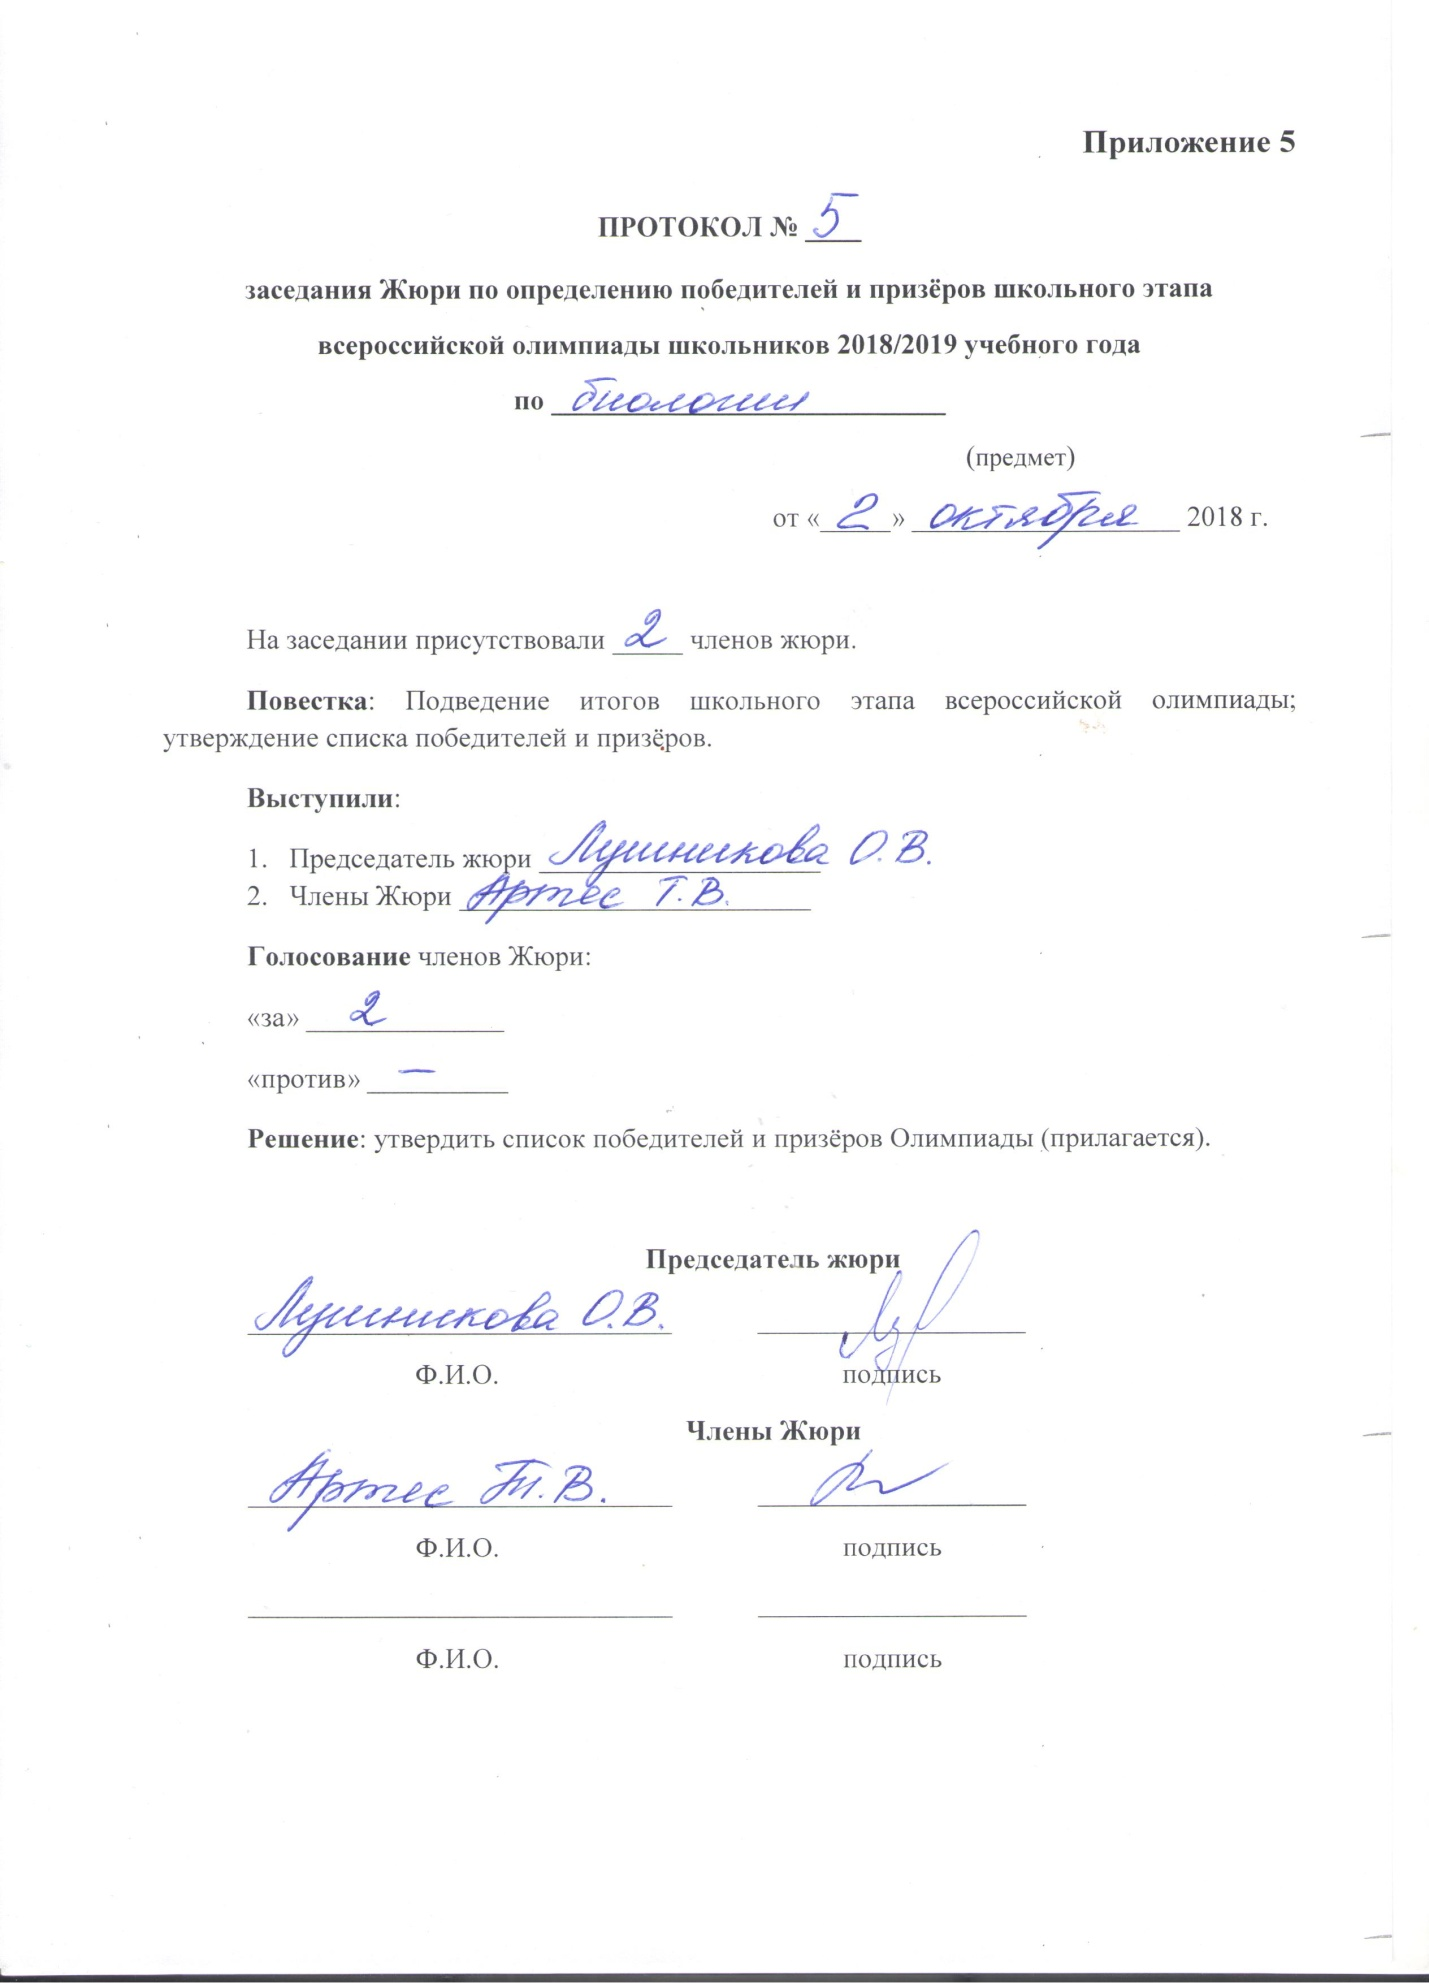 Приложение 5
ПРОТОКОЛ № 5
заседания Жюри по определению победителей и призёров школьного этапа
всероссийской олимпиады школьников 2018/2019 учебного года
по биологии
(предмет)
от «2» октября 2018 г.
На заседании присутствовали 2 членов жюри.
Повестка: Подведение итогов школьного этапа всероссийской олимпиады;
утверждение списка победителей и призёров.
Выступили:
1. Председатель жюри Лушникова О.В.
2. Члены Жюри Артес Т.В.
Голосование членов Жюри:
«за» 2
«против» —
Решение: утвердить список победителей и призёров Олимпиады (прилагается).
Председатель жюри
Лушникова О.В.
Ф.И.О. подпись
Члены Жюри
Артес Т.В.
Ф.И.О. подпись
Ф.И.О. подпись